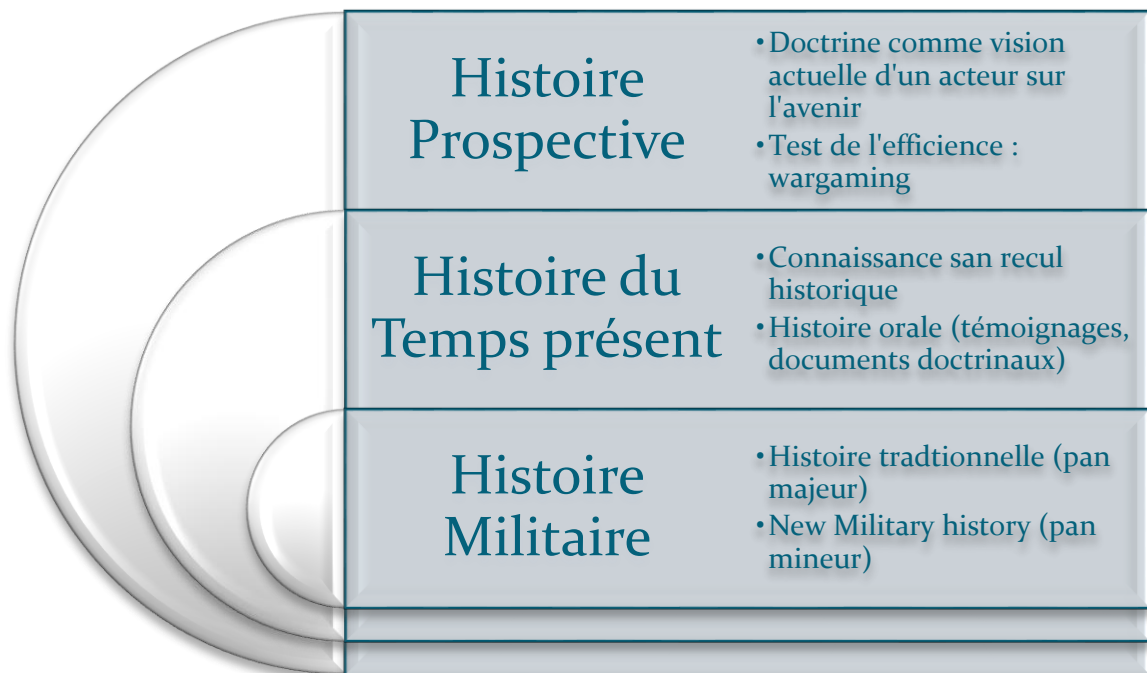 Histoire
Prospective
•Doctrine comme vision
actuelle d'un acteur sur
l'avenir
•Test de l'efficience :
wargaming
Histoire du
Temps présent
•Connaissance san recul
historique
•Histoire orale (témoignages,
documents doctrinaux)
Histoire
Militaire
•Histoire tradtionnelle (pan
majeur)
•New Military history (pan
mineur)